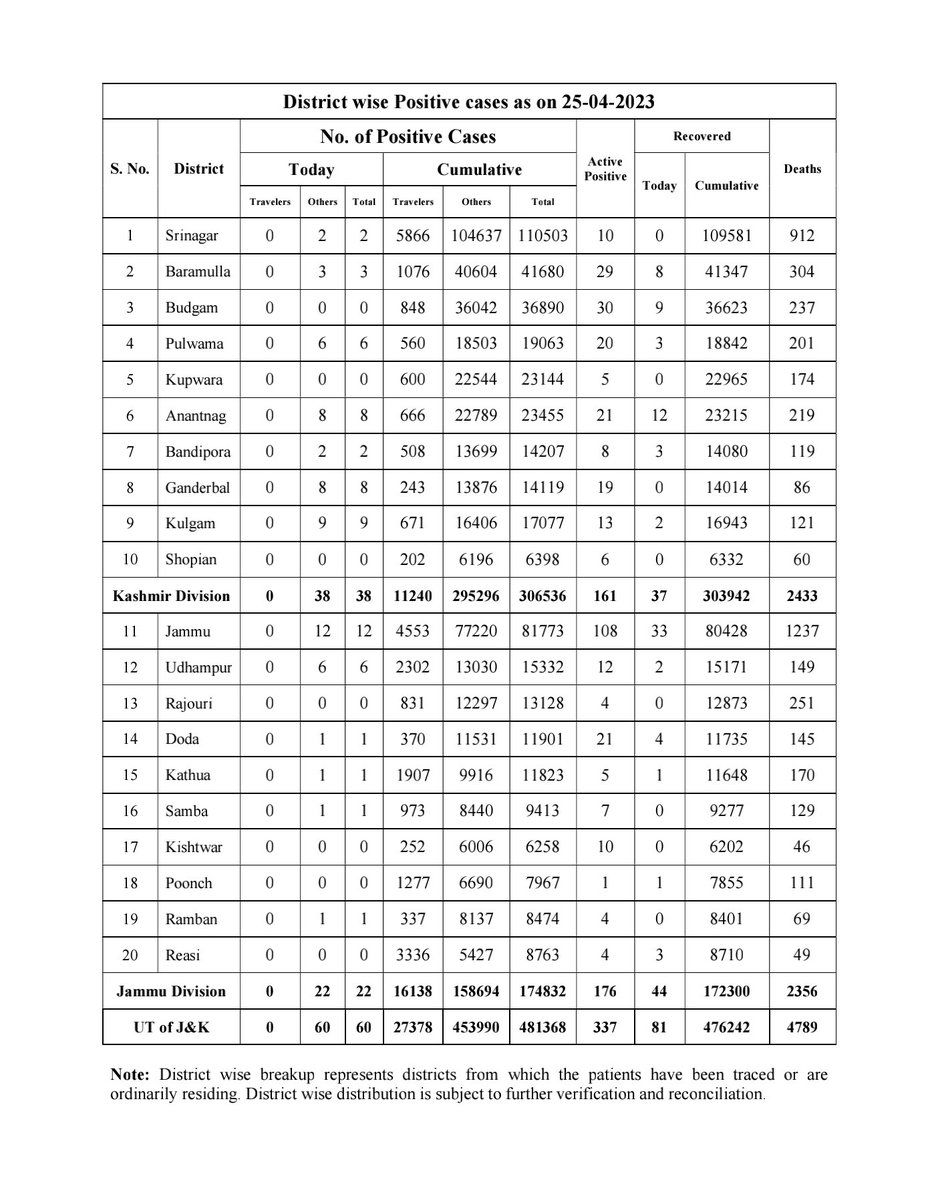 District wise Positive cases as on 25-04-2023
S. No. District No. of Positive Cases Active Positive Recovered Deaths
Today Cumulative Today Cumulative
Travelers Others Total Travelers Others Total
1 Srinagar 0 2 2 5866 104637 110503 10 0 109581 912
2 Baramulla 0 3 3 1076 40604 41680 29 8 41347 304
3 Budgam 0 0 0 848 36042 36890 30 9 36623 237
4 Pulwama 0 6 6 560 18503 19063 20 3 18842 201
5 Kupwara 0 0 0 600 22544 23144 5 0 22965 174
6 Anantnag 0 8 8 666 22789 23455 21 12 23215 219
7 Bandipora 0 2 2 508 13699 14207 8 3 14080 119
8 Ganderbal 0 8 8 243 13876 14119 19 0 14014 86
9 Kulgam 0 9 9 671 16406 17077 13 2 16943 121
10 Shopian 0 0 0 202 6196 6398 6 0 6332 60
Kashmir Division 0 38 38 11240 295296 306536 161 37 303942 2433
11 Jammu 0 12 12 4553 77220 81773 108 33 80428 1237
12 Udhampur 0 6 6 2302 13030 15332 12 2 15171 149
13 Rajouri 0 0 0 831 12297 13128 4 0 12873 251
14 Doda 0 1 1 370 11531 11901 21 4 11735 145
15 Kathua 0 1 1 1907 9916 11823 5 1 11648 170
16 Samba 0 1 1 973 8440 9413 7 0 9277 129
17 Kishtwar 0 0 0 252 6006 6258 10 0 6202 46
18 Poonch 0 0 0 1277 6690 7967 1 1 7855 111
19 Ramban 0 1 1 337 8137 8474 4 0 8401 69
20 Reasi 0 0 0 3336 5427 8763 4 3 8710 49
Jammu Division 0 22 22 16138 158694 174832 176 44 172300 2356
UT of J&K 0 60 60 27378 453990 481368 337 81 476242 4789
Note: District wise breakup represents districts from which the patients have been traced or are
ordinarily residing. District wise distribution is subject to further verification and reconciliation.